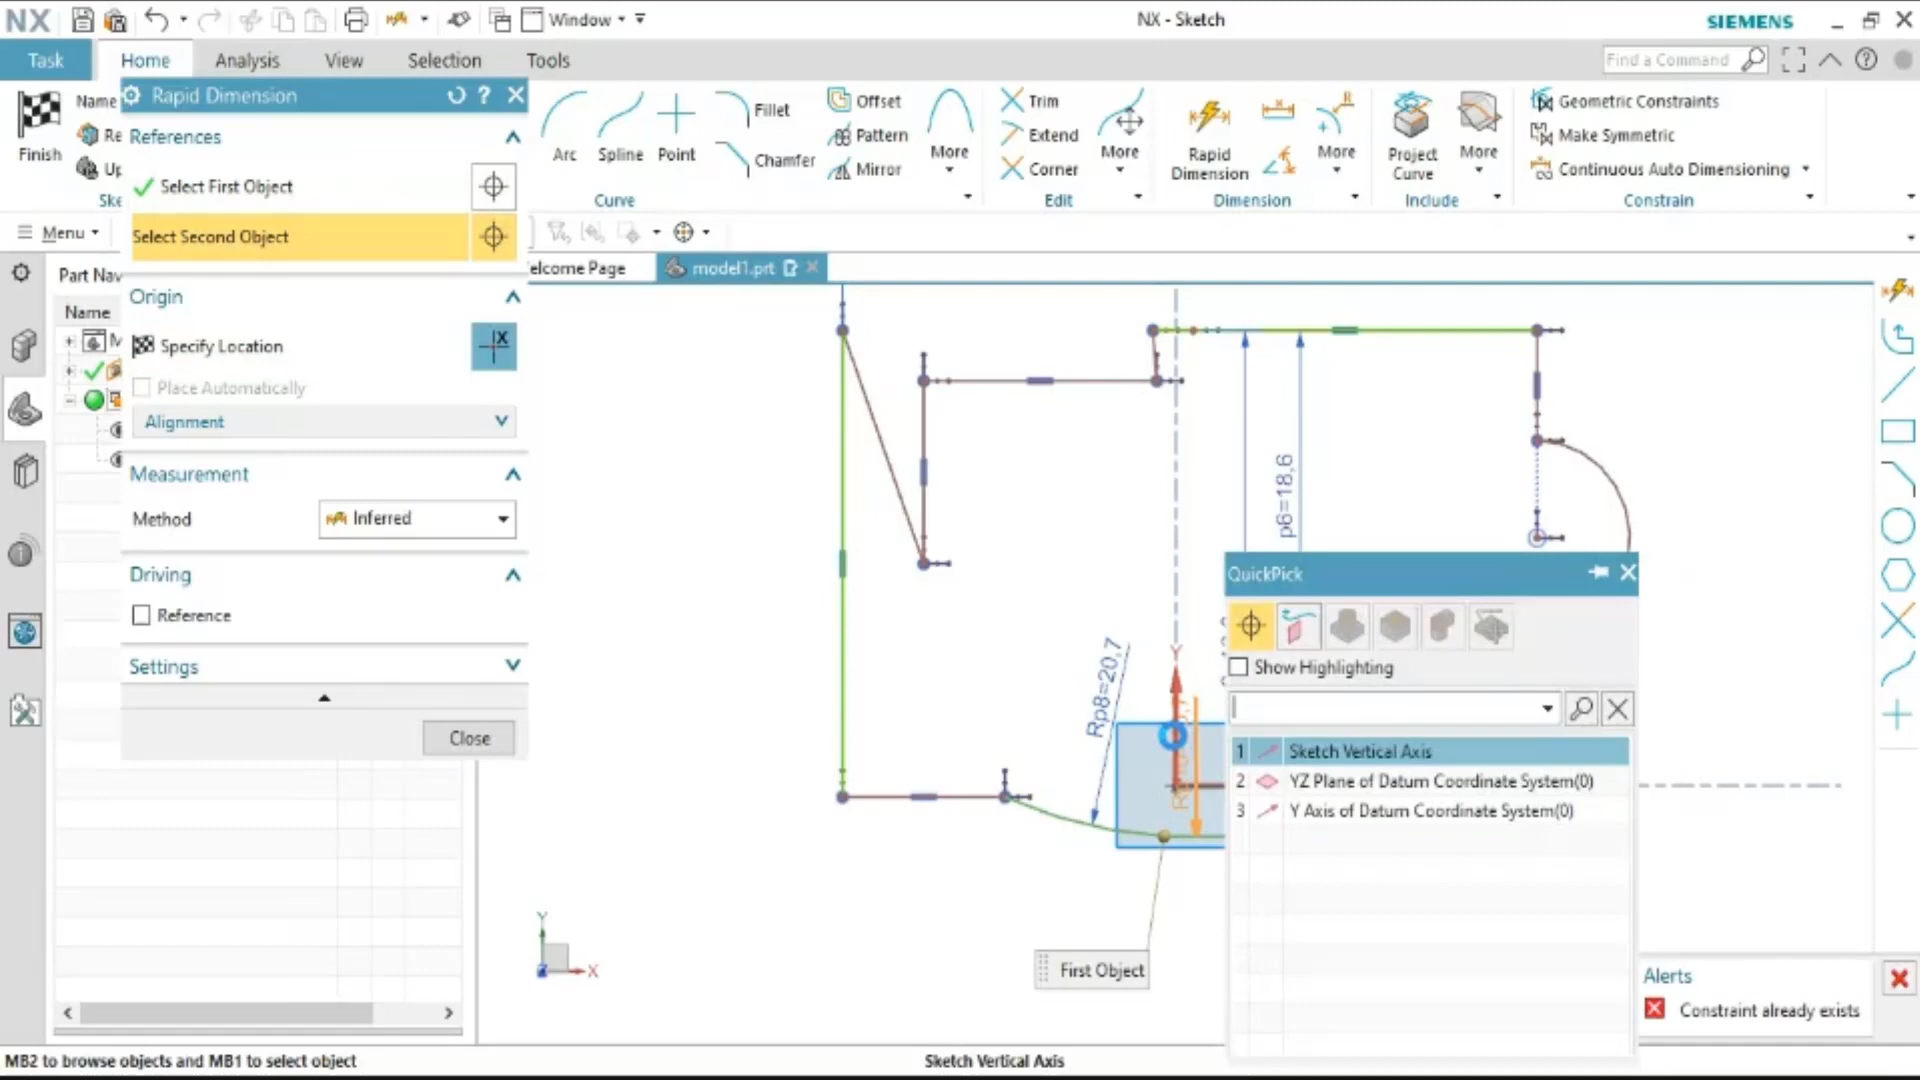 NX
Window
NX - Sketch
SIEMENS
Task
Home
Analysis
View
Selection
Tools
Find a Command
Finish
Name
Re
Up
Ske
Rapid Dimension
References
Select First Object
Select Second Object
Origin
Specify Location
Place Automatically
Alignment
Measurement
Method
Inferred
Driving
Reference
Settings
Close
Arc
Spline
Point
Fillet
Chamfer
Offset
Pattern
Mirror
More
Curve
Trim
Extend
Corner
More
Edit
Rapid
Dimension
More
Dimension
Project
Curve
More
Include
Geometric Constraints
Make Symmetric
Continuous Auto Dimensioning
Constrain
Menu
Part Nav
Name
M
elcome Page
model1.prt
p6=18,6
Rp8=20,7
Y
First Object
Y
X
Z
QuickPick
Show Highlighting
1 Sketch Vertical Axis
2 YZ Plane of Datum Coordinate System(0)
3 Y Axis of Datum Coordinate System(0)
Alerts
Constraint already exists
MB2 to browse objects and MB1 to select object
Sketch Vertical Axis